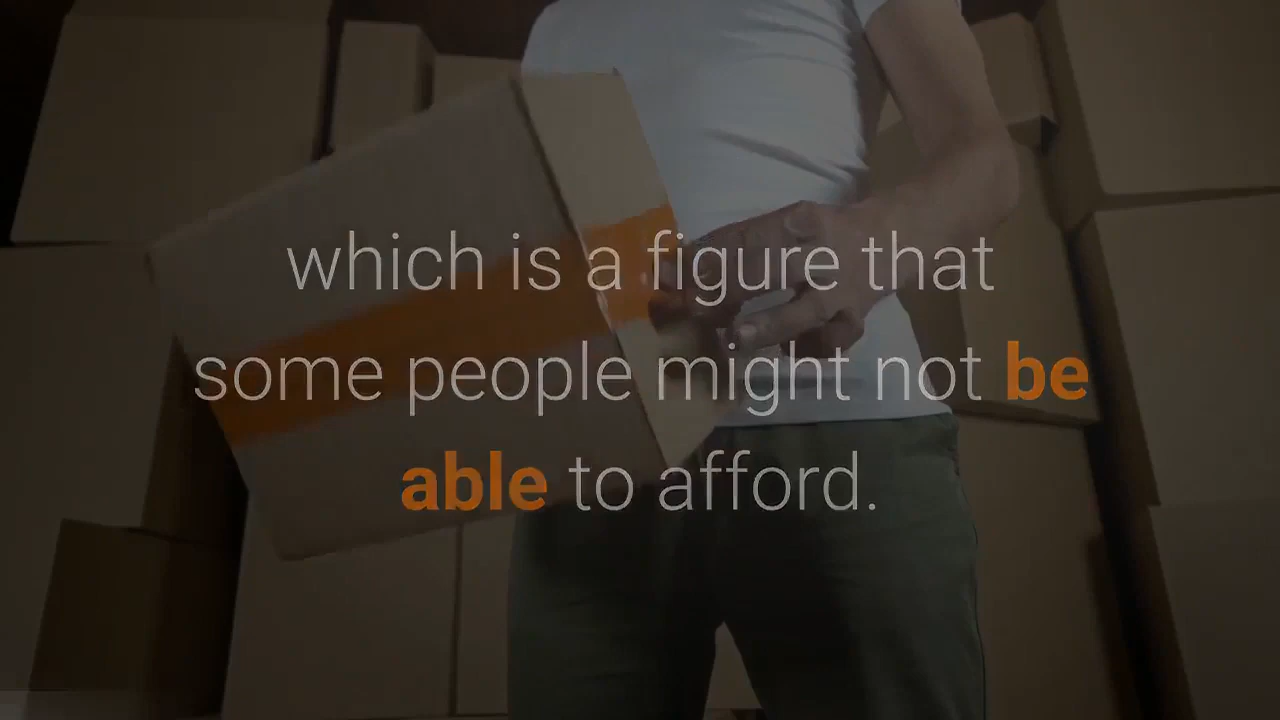 which is a figure that
some people might not be
able to afford.